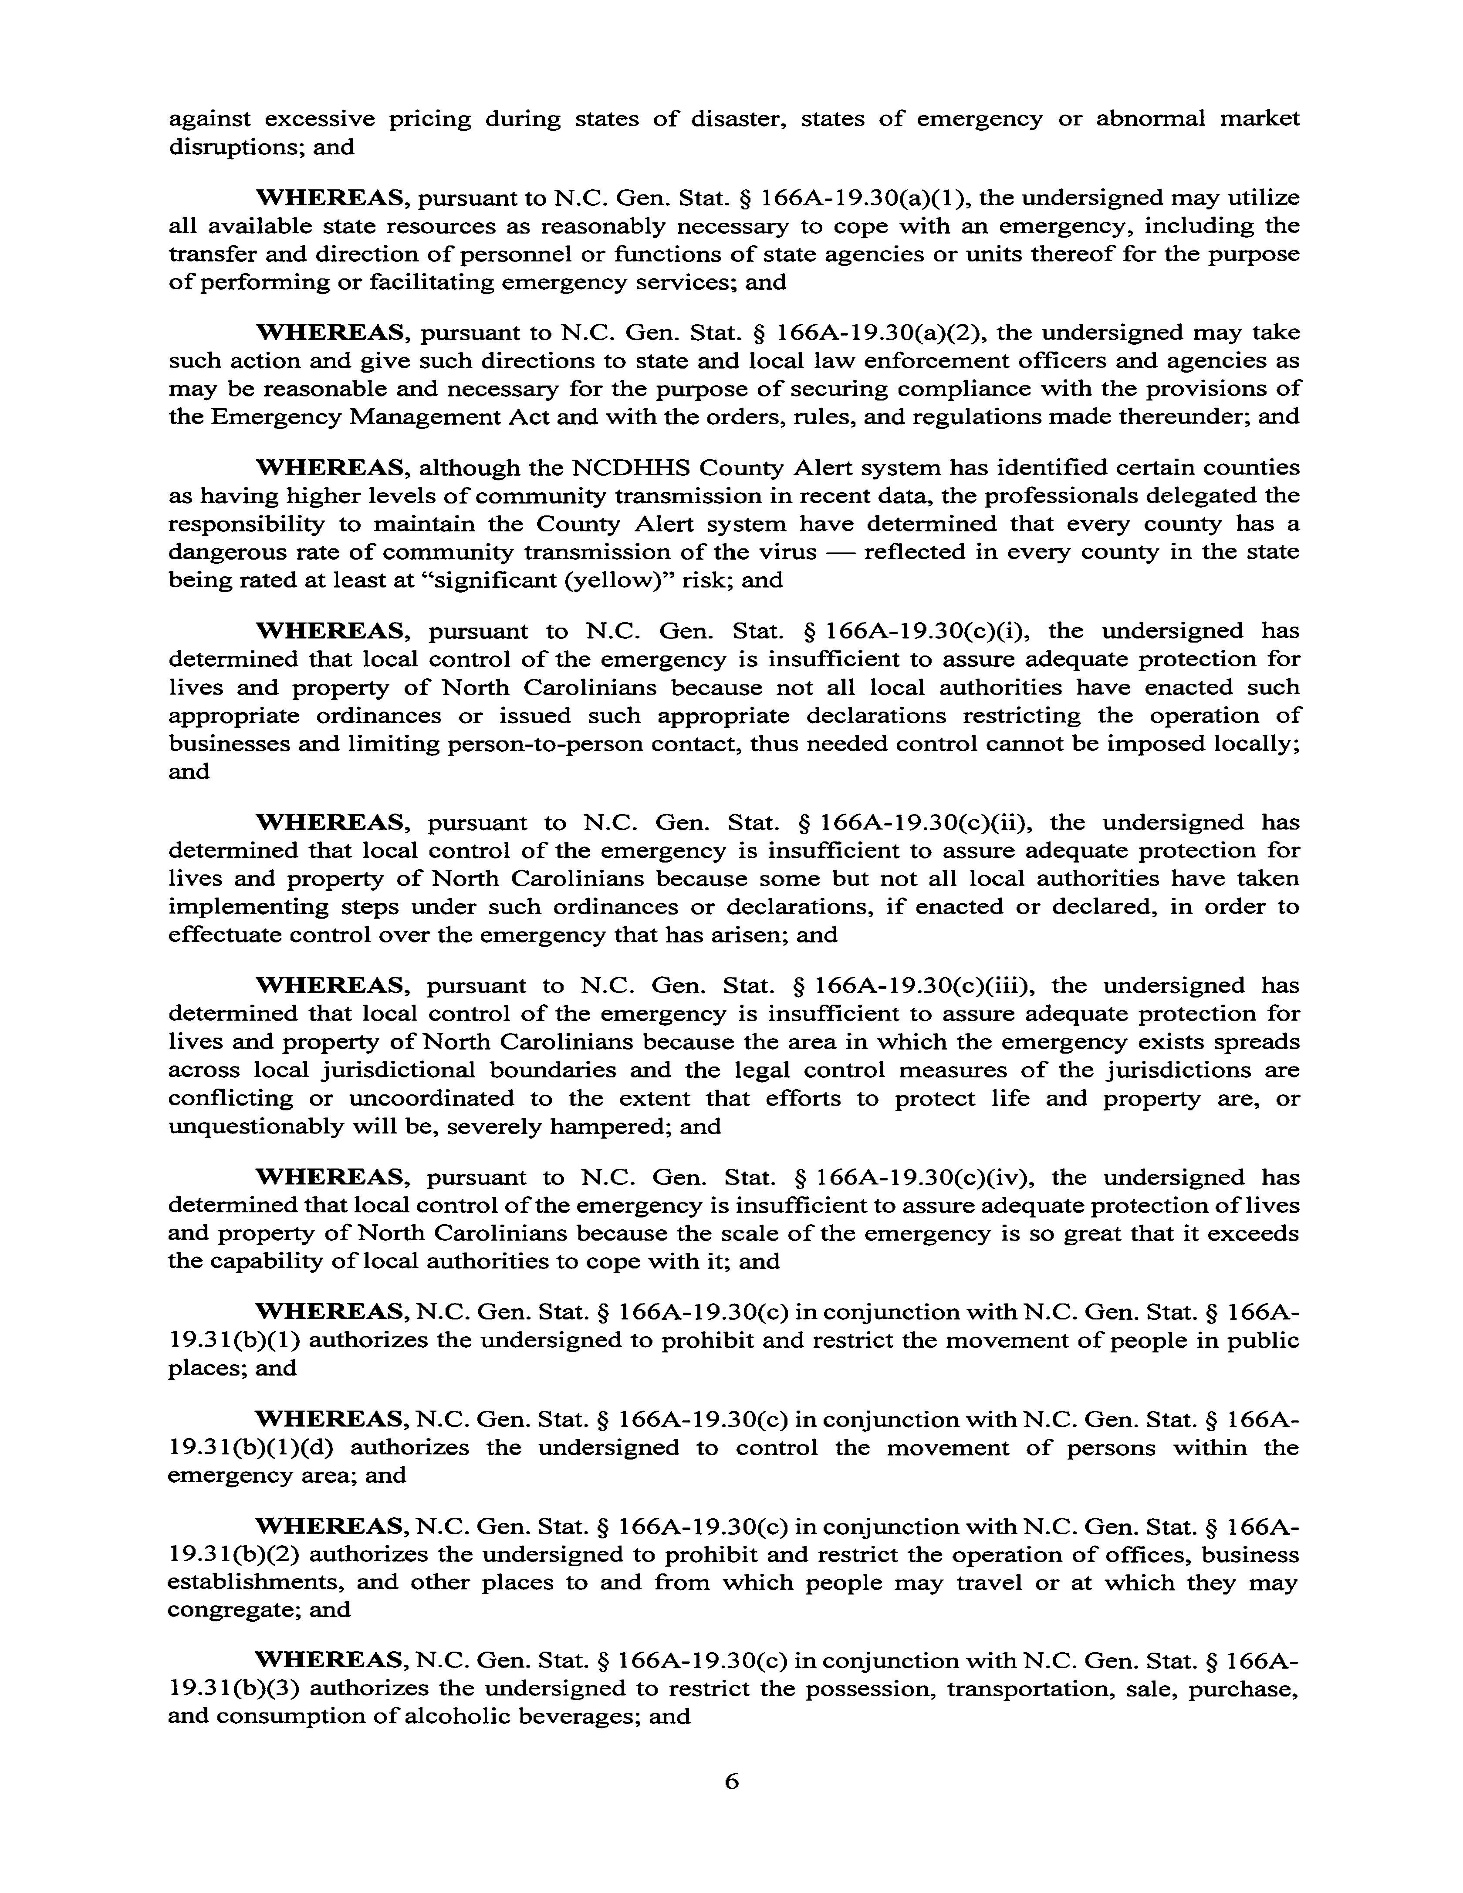 against excessive pricing during states of disaster, states of emergency or abnormal market
disruptions; and
WHEREAS, pursuant to N.C. Gen. Stat. § 166A-19.30(a)(1), the undersigned may utilize
all available state resources as reasonably necessary to cope with an emergency, including the
transfer and direction of personnel or functions of state agencies or units thereof for the purpose
of performing or facilitating emergency services; and
WHEREAS, pursuant to N.C. Gen. Stat. § 166A-19.30(a)(2), the undersigned may take
such action and give such directions to state and local law enforcement officers and agencies as
may be reasonable and necessary for the purpose of securing compliance with the provisions of
the Emergency Management Act and with the orders, rules, and regulations made thereunder; and
WHEREAS, although the NCDHHS County Alert system has identified certain counties
as having higher levels of community transmission in recent data, the professionals delegated the
responsibility to maintain the County Alert system have determined that every county has a
dangerous rate of community transmission of the virus — reflected in every county in the state
being rated at least at “significant (yellow)” risk; and
WHEREAS, pursuant to N.C. Gen. Stat. § 166A-19.30(c)(i), the undersigned has
determined that local control of the emergency is insufficient to assure adequate protection for
lives and property of North Carolinians because not all local authorities have enacted such
appropriate ordinances or issued such appropriate declarations restricting the operation of
businesses and limiting person-to-person contact, thus needed control cannot be imposed locally;
and
WHEREAS, pursuant to N.C. Gen. Stat. § 166A-19.30(c)(ii), the undersigned has
determined that local control of the emergency is insufficient to assure adequate protection for
lives and property of North Carolinians because some but not all local authorities have taken
implementing steps under such ordinances or declarations, if enacted or declared, in order to
effectuate control over the emergency that has arisen; and
WHEREAS, pursuant to N.C. Gen. Stat. § 166A-19.30(c)(iii), the undersigned has
determined that local control of the emergency is insufficient to assure adequate protection for
lives and property of North Carolinians because the area in which the emergency exists spreads
across local jurisdictional boundaries and the legal control measures of the jurisdictions are
conflicting or uncoordinated to the extent that efforts to protect life and property are, or
unquestionably will be, severely hampered; and
WHEREAS, pursuant to N.C. Gen. Stat. § 166A-19.30(c)(iv), the undersigned has
determined that local control of the emergency is insufficient to assure adequate protection of lives
and property of North Carolinians because the scale of the emergency is so great that it exceeds
the capability of local authorities to cope with it; and
WHEREAS, N.C. Gen. Stat. § 166A-19.30(c) in conjunction with N.C. Gen. Stat. § 166A-
19.31(b)(1) authorizes the undersigned to prohibit and restrict the movement of people in public
places; and
WHEREAS, N.C. Gen. Stat. § 166A-19.30(c) in conjunction with N.C. Gen. Stat. § 166A-
19.31(b)(1)(d) authorizes the undersigned to control the movement of persons within the
emergency area; and
WHEREAS, N.C. Gen. Stat. § 166A-19.30(c) in conjunction with N.C. Gen. Stat. § 166A-
19.31(b)(2) authorizes the undersigned to prohibit and restrict the operation of offices, business
establishments, and other places to and from which people may travel or at which they may
congregate; and
WHEREAS, N.C. Gen. Stat. § 166A-19.30(c) in conjunction with N.C. Gen. Stat. § 166A-
19.31(b)(3) authorizes the undersigned to restrict the possession, transportation, sale, purchase,
and consumption of alcoholic beverages; and
6